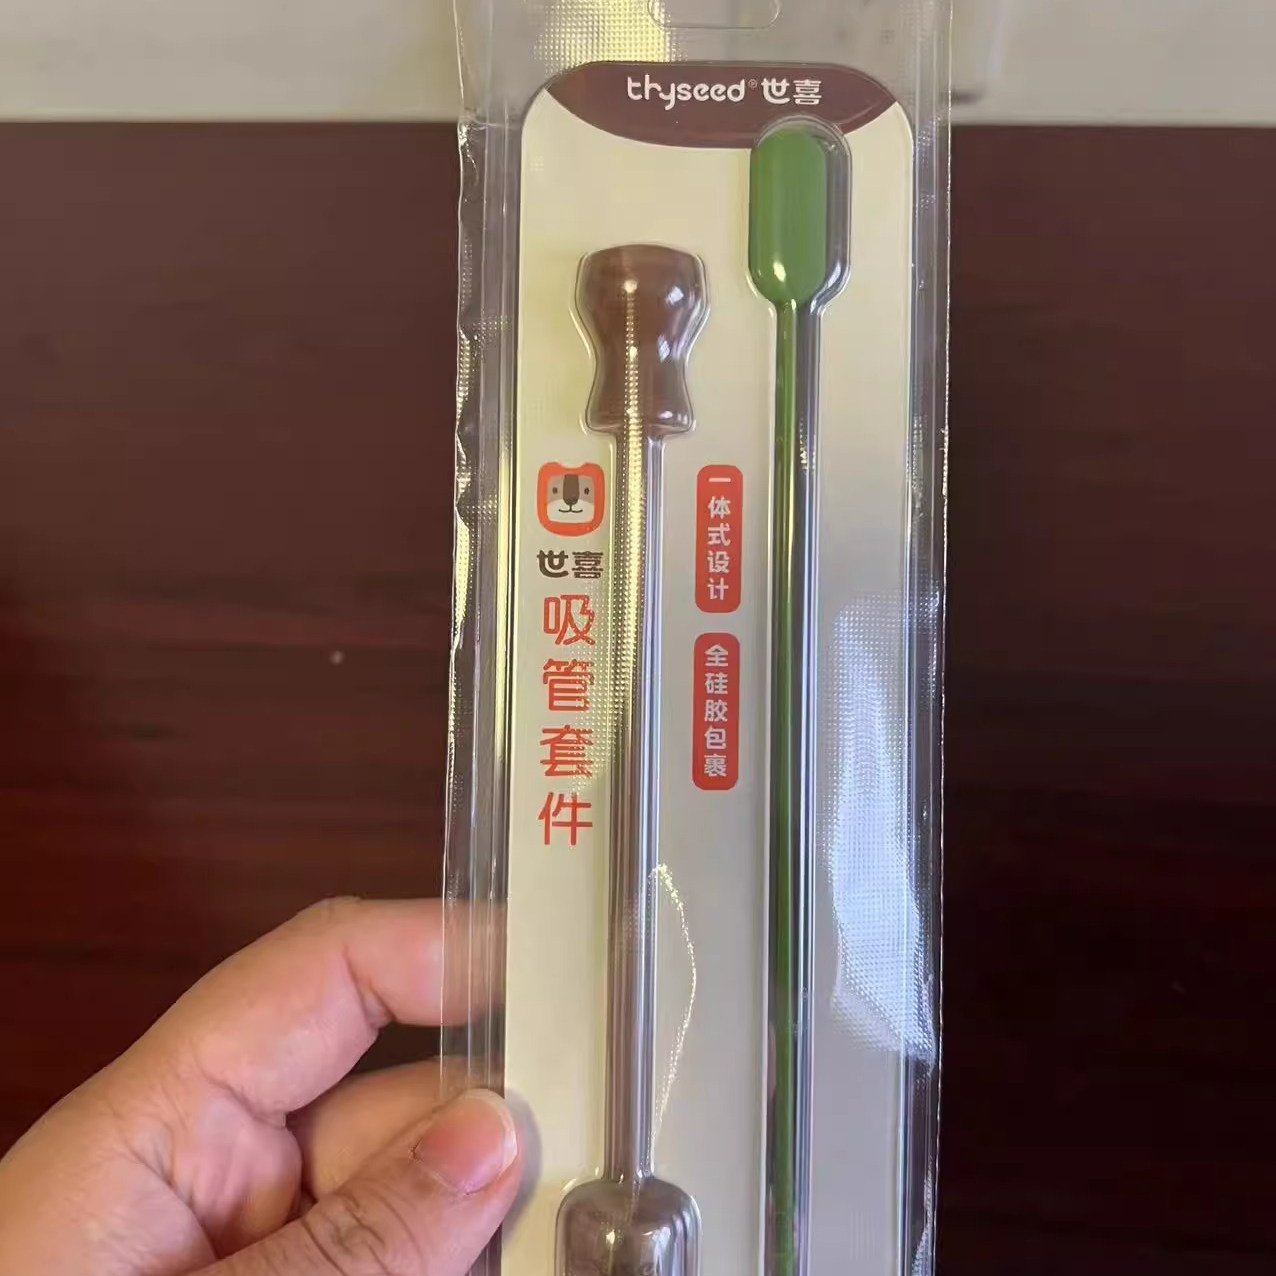 thyseed® 世喜
世喜
吸管套件
一体式设计
全硅胶包裹